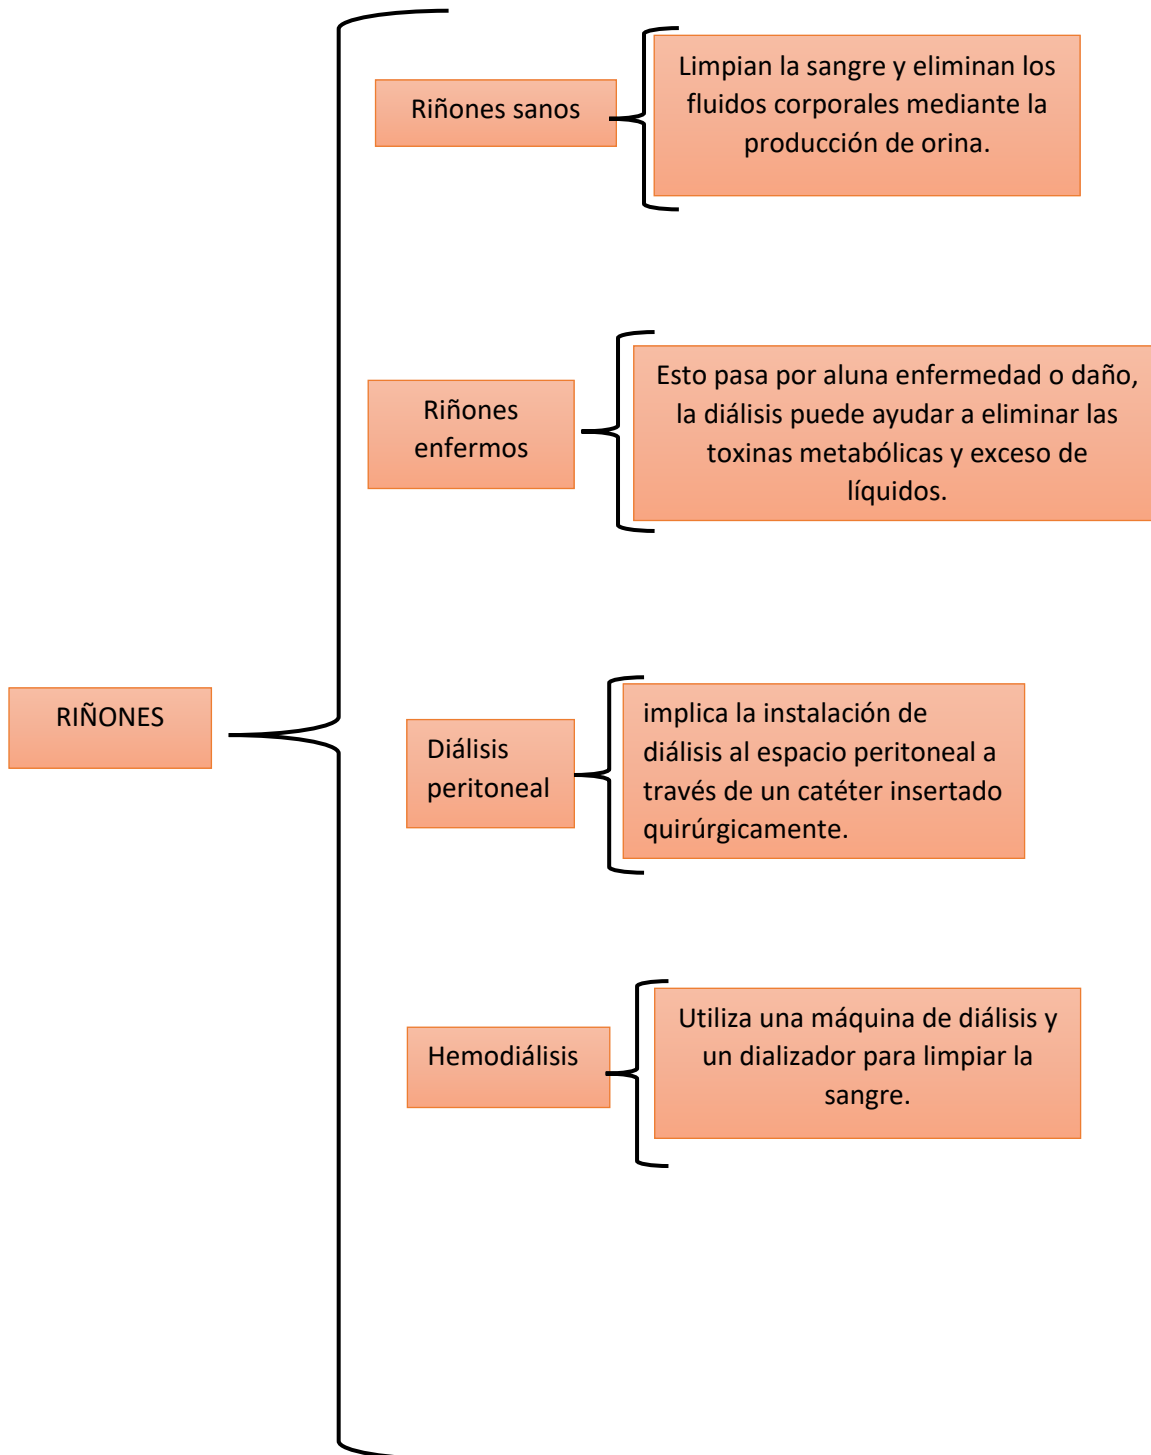 Riñones sanos
Limpian la sangre y eliminan los
fluidos corporales mediante la
producción de orina.
Riñones
enfermos
Esto pasa por aluna enfermedad o daño,
la diálisis puede ayudar a eliminar las
toxinas metabólicas y exceso de
líquidos.
RIÑONES
Diálisis
peritoneal
implica la instalación de
diálisis al espacio peritoneal a
través de un catéter insertado
quirúrgicamente.
Hemodiálisis
Utiliza una máquina de diálisis y
un dializador para limpiar la
sangre.